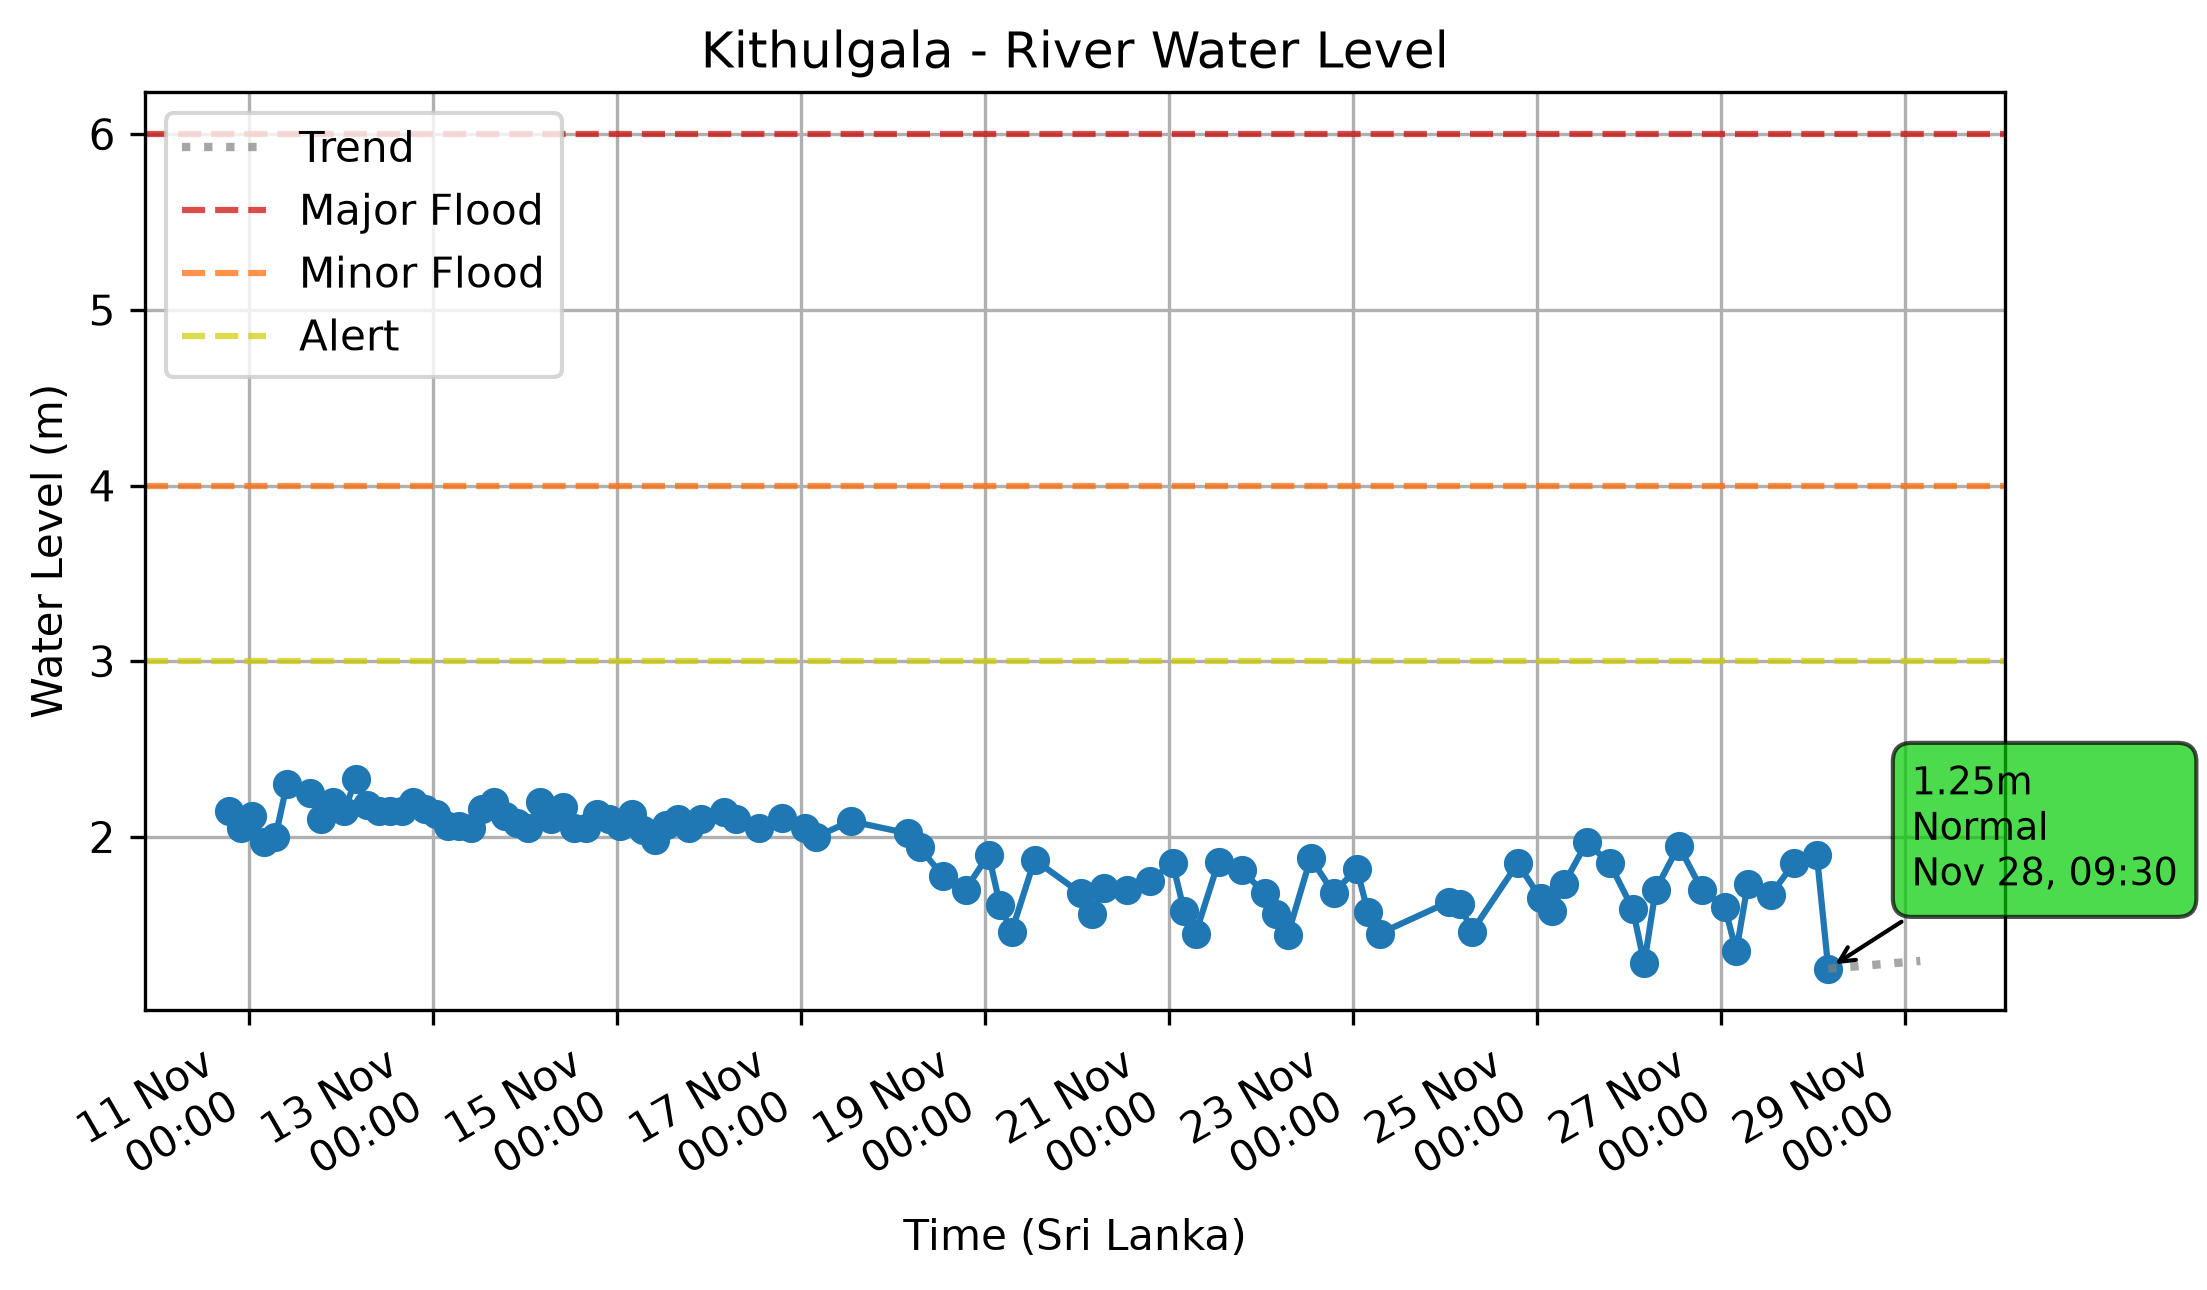 Kithulgala - River Water Level
Trend
Major Flood
Minor Flood
Alert
Water Level (m)
6
5
4
3
2
1.25m
Normal
Nov 28, 09:30
11 Nov
00:00
13 Nov
00:00
15 Nov
00:00
17 Nov
00:00
19 Nov
00:00
21 Nov
00:00
23 Nov
00:00
25 Nov
00:00
27 Nov
00:00
29 Nov
00:00
Time (Sri Lanka)